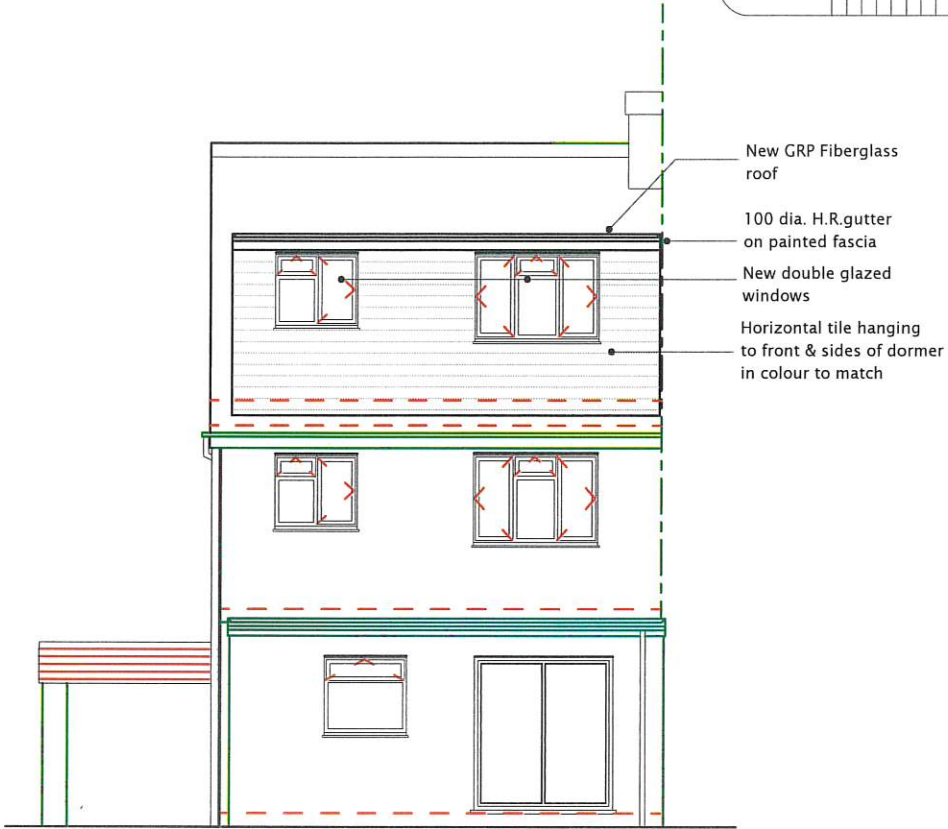 New GRP Fiberglass
roof
100 dia. H.R.gutter
on painted fascia
New double glazed
windows
Horizontal tile hanging
to front & sides of dormer
in colour to match